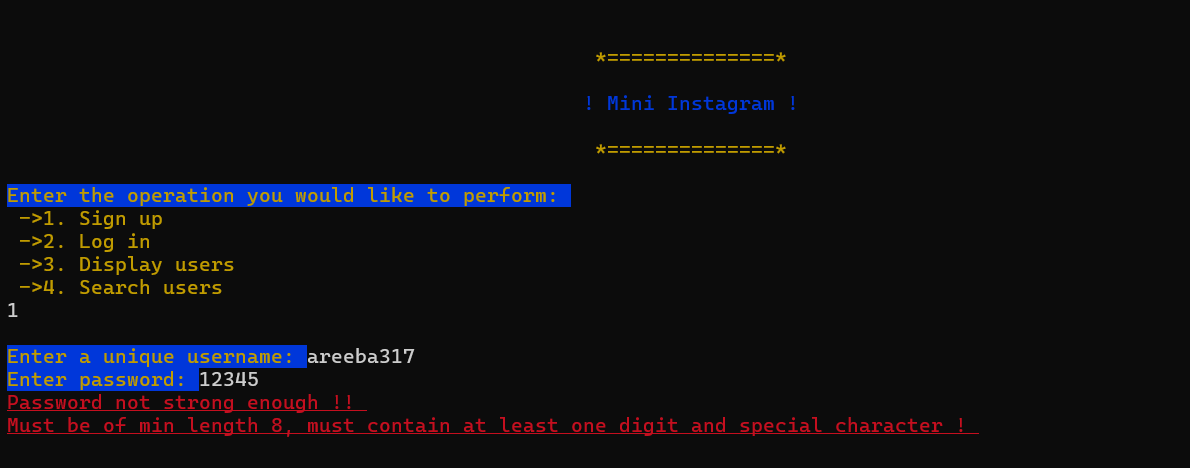 *==============*
! Mini Instagram !
*==============*
Enter the operation you would like to perform:
->1. Sign up
->2. Log in
->3. Display users
->4. Search users
1
Enter a unique username: areeba317
Enter password: 12345
Password not strong enough !!
Must be of min length 8, must contain at least one digit and special character !